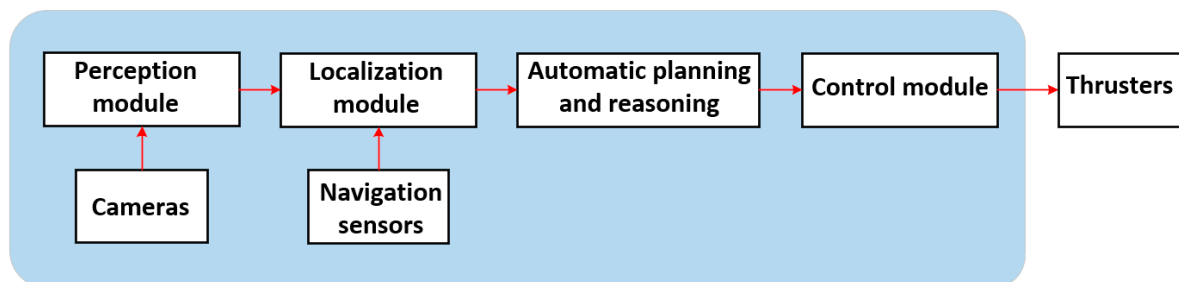 Perception
module
Localization
module
Automatic planning
and reasoning
Control module
Thrusters
Cameras
Navigation
sensors